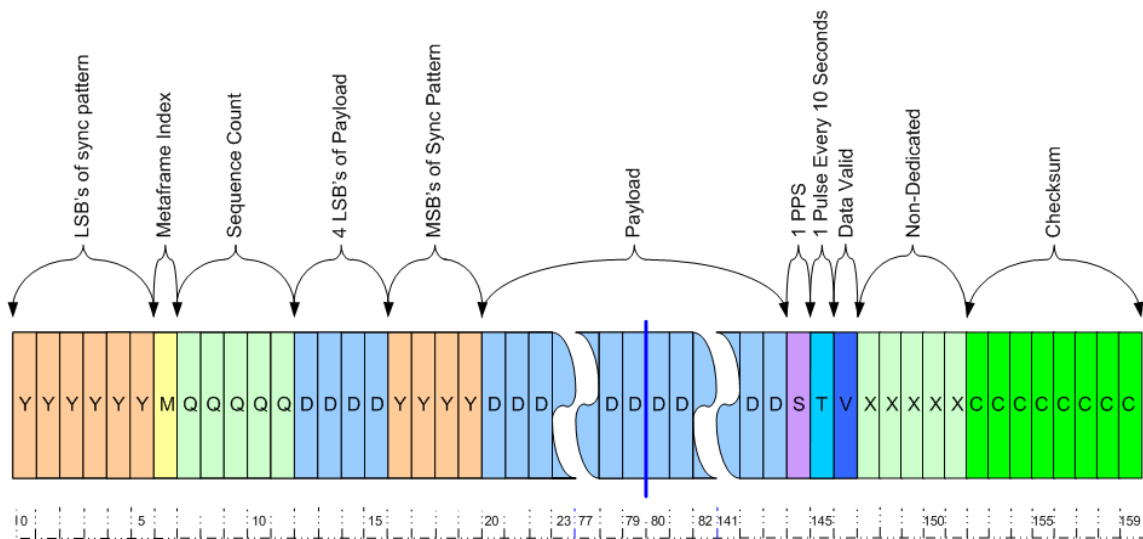 LSB's of sync pattern
Metaframe Index
Sequence Count
4 LSB's of Payload
MSB's of Sync Pattern
Payload
1 PPS
1 Pulse Every 10 Seconds
Data Valid
Non-Dedicated
Checksum
Y Y Y Y Y Y M Q Q Q Q Q D D D D Y Y Y Y D D D D D D D D D S T V X X X X X C C C C C C C C
0 5 10 15 20 23 77 79 80 82 141 145 150 155 159